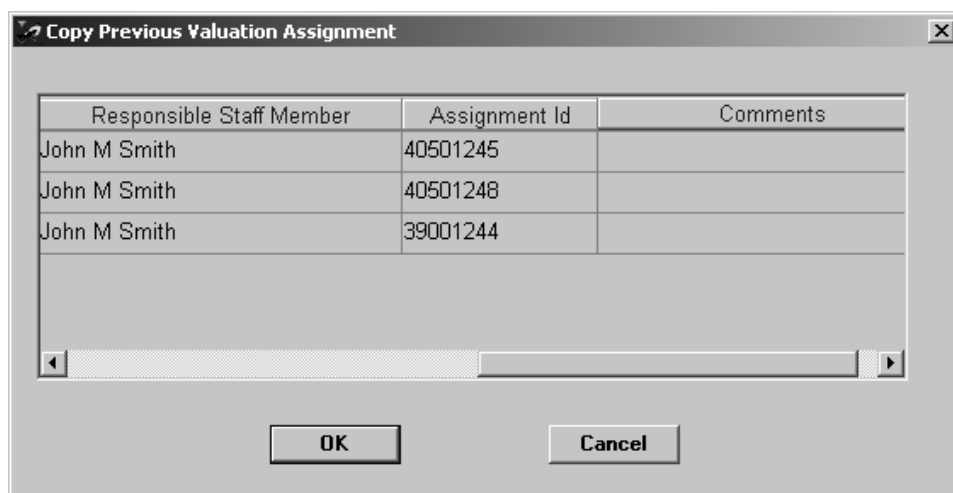 Copy Previous Valuation Assignment
Responsible Staff Member Assignment Id Comments
John M Smith 40501245
John M Smith 40501248
John M Smith 39001244
OK Cancel